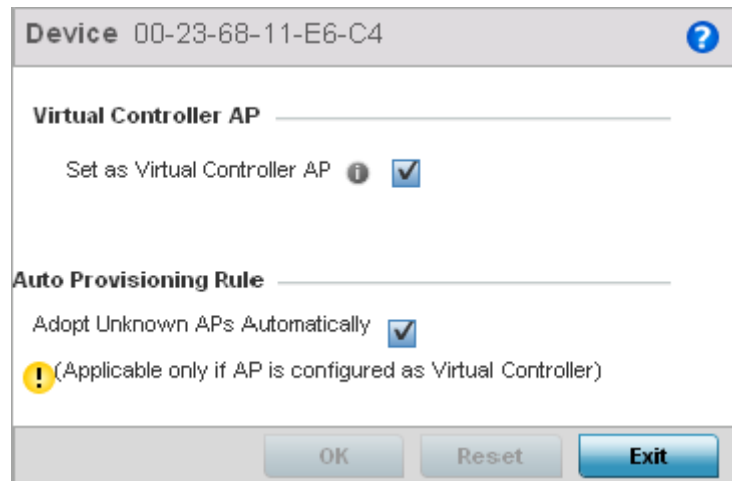 Device 00-23-68-11-E6-C4
?
Virtual Controller AP
Set as Virtual Controller AP i
Auto Provisioning Rule
Adopt Unknown APs Automatically
! (Applicable only if AP is configured as Virtual Controller)
OK Reset Exit